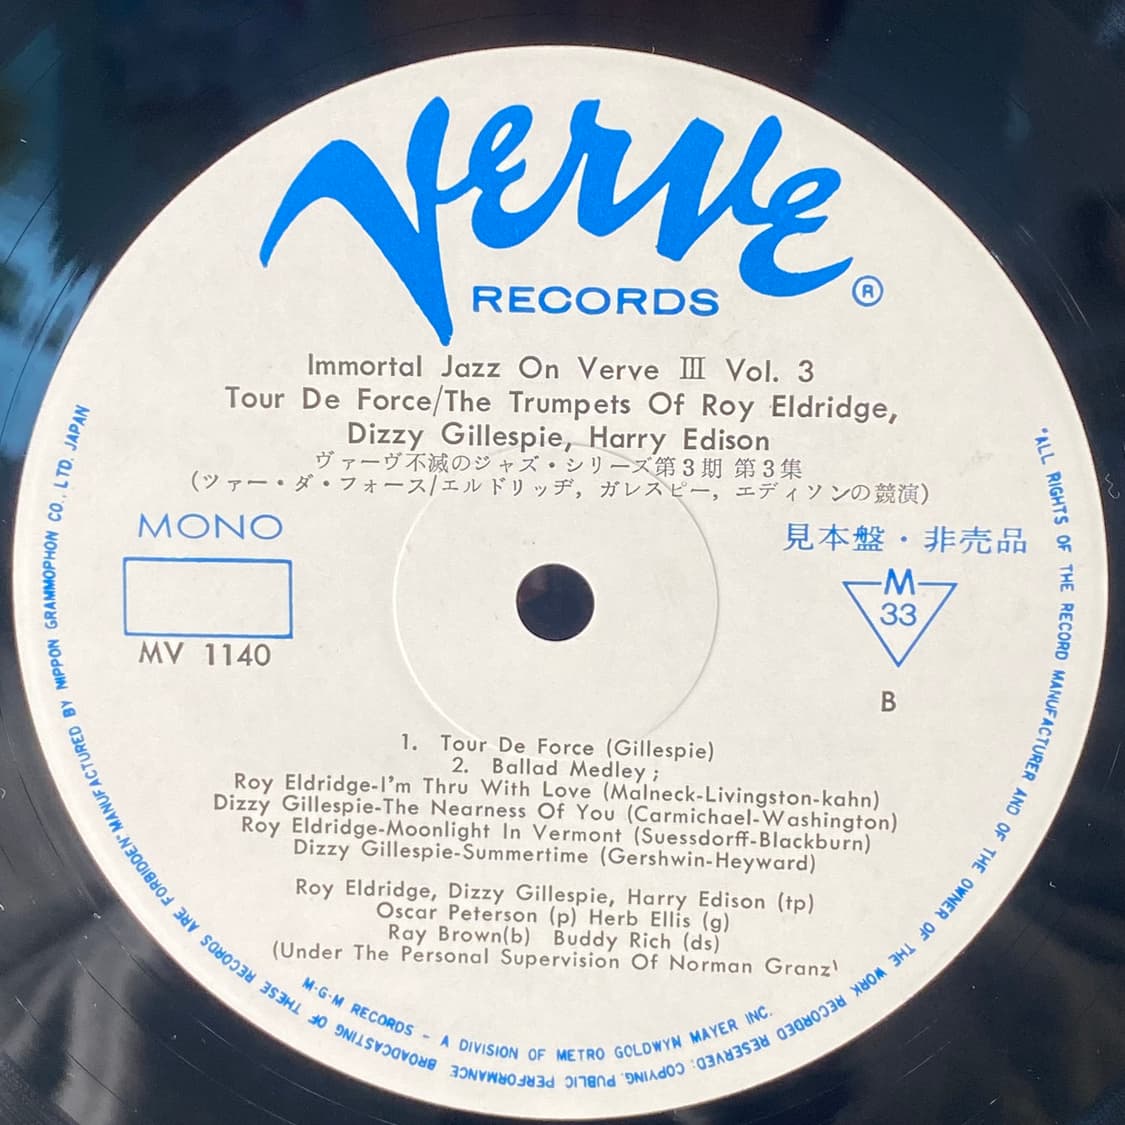 Verve
RECORDS ®
Immortal Jazz On Verve Ⅲ Vol. 3
Tour De Force/The Trumpets Of Roy Eldridge,
Dizzy Gillespie, Harry Edison
ヴァーヴ不滅のジャズ・シリーズ第3期 第3集
(ツァー・ダ・フォース/エルドリッヂ, ガレスピー, エディソンの競演)
MONO
見本盤・非売品
M
33
MV 1140
B
1. Tour De Force (Gillespie)
2. Ballad Medley;
Roy Eldridge-I'm Thru With Love (Malneck-Livingston-kahn)
Dizzy Gillespie-The Nearness Of You (Carmichael-Washington)
Roy Eldridge-Moonlight In Vermont (Suessdorff-Blackburn)
Dizzy Gillespie-Summertime (Gershwin-Heyward)
Roy Eldridge, Dizzy Gillespie, Harry Edison (tp)
Oscar Peterson (p) Herb Ellis (g)
Ray Brown(b) Buddy Rich (ds)
(Under The Personal Supervision Of Norman Granz)
M·G·M RECORDS – A DIVISION OF METRO GOLDWYN MAYER INC.
"ALL RIGHTS OF THE RECORD MANUFACTURER AND OF THE OWNER OF THE WORK RECORDED RESERVED: COPYING, PUBLIC PERFORMANCE BROADCASTING OF THESE RECORDS ARE FORBIDDEN" MANUFACTURED BY NIPPON GRAMMOPHON CO., LTD. JAPAN